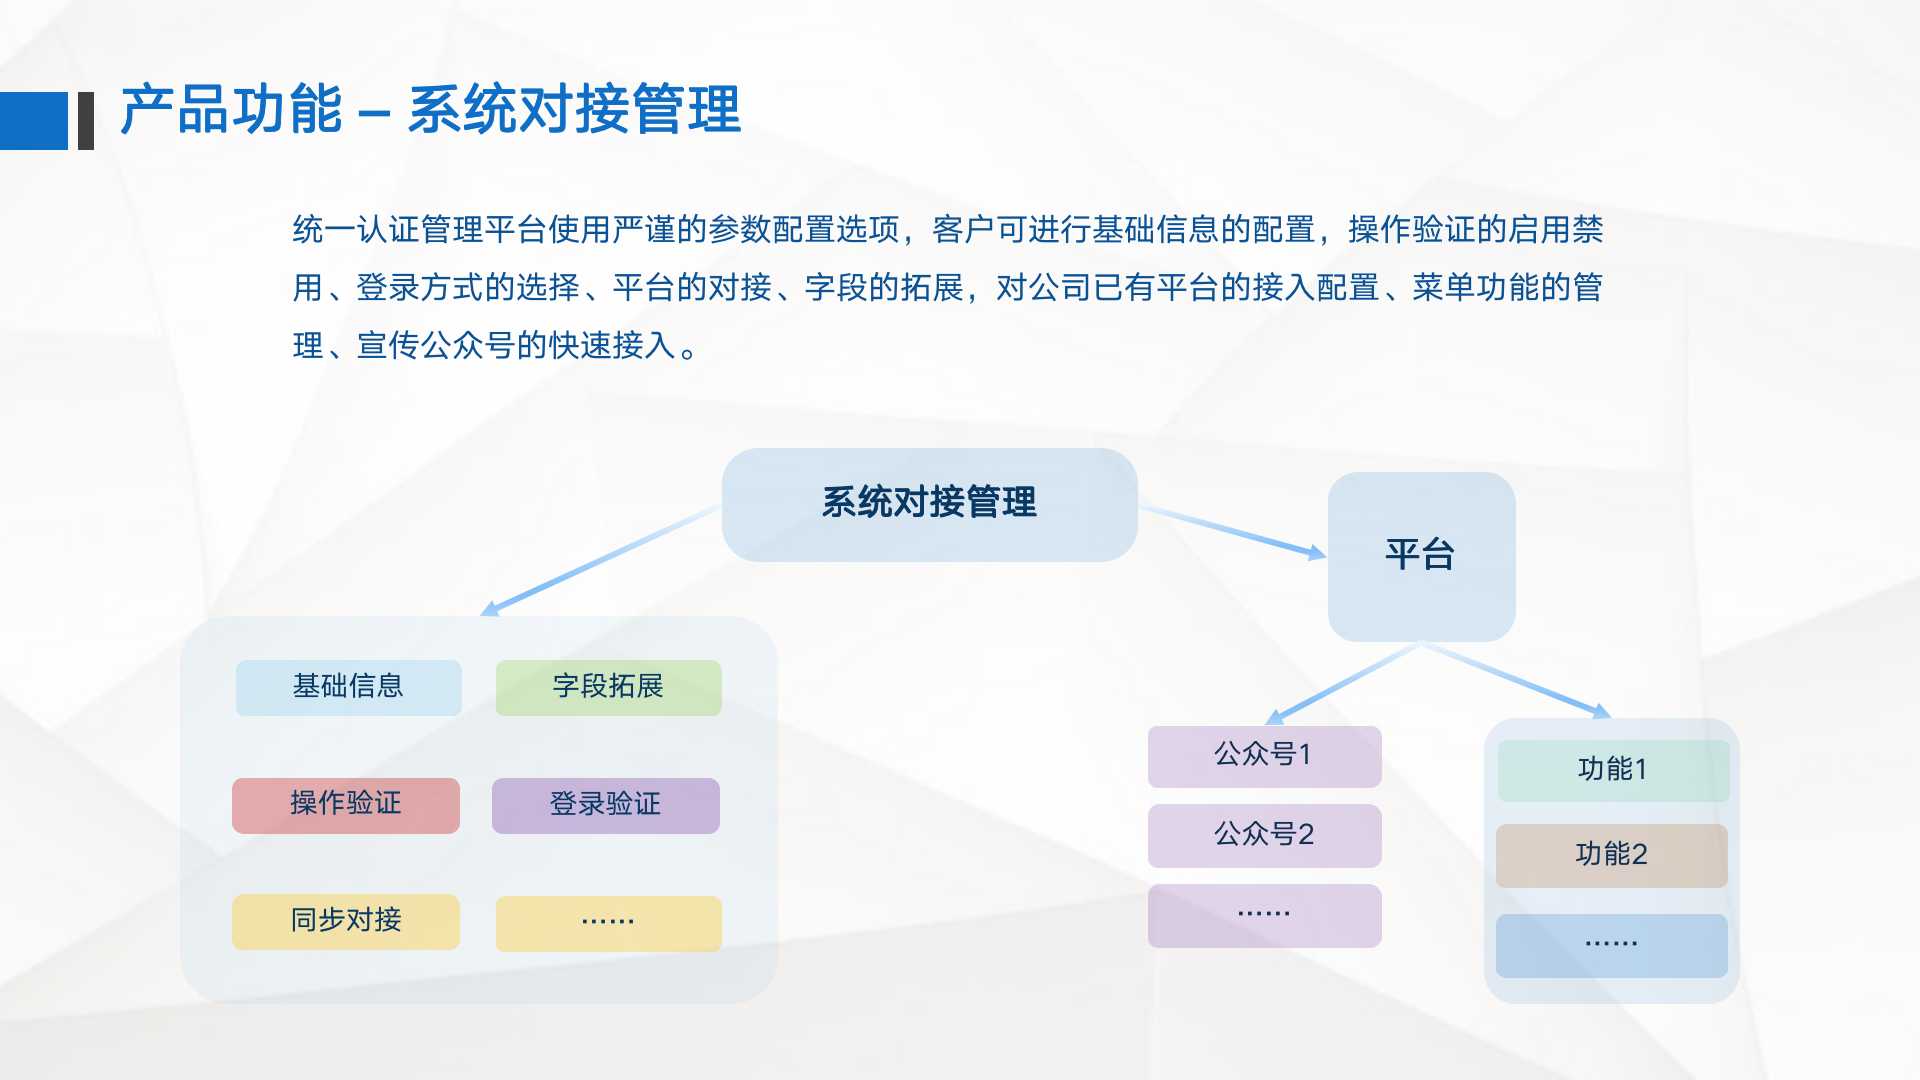 产品功能 – 系统对接管理
统一认证管理平台使用严谨的参数配置选项，客户可进行基础信息的配置，操作验证的启用禁
用、登录方式的选择、平台的对接、字段的拓展，对公司已有平台的接入配置、菜单功能的管
理、宣传公众号的快速接入。
系统对接管理
平台
基础信息
字段拓展
操作验证
登录验证
同步对接
……
公众号1
公众号2
……
功能1
功能2
……